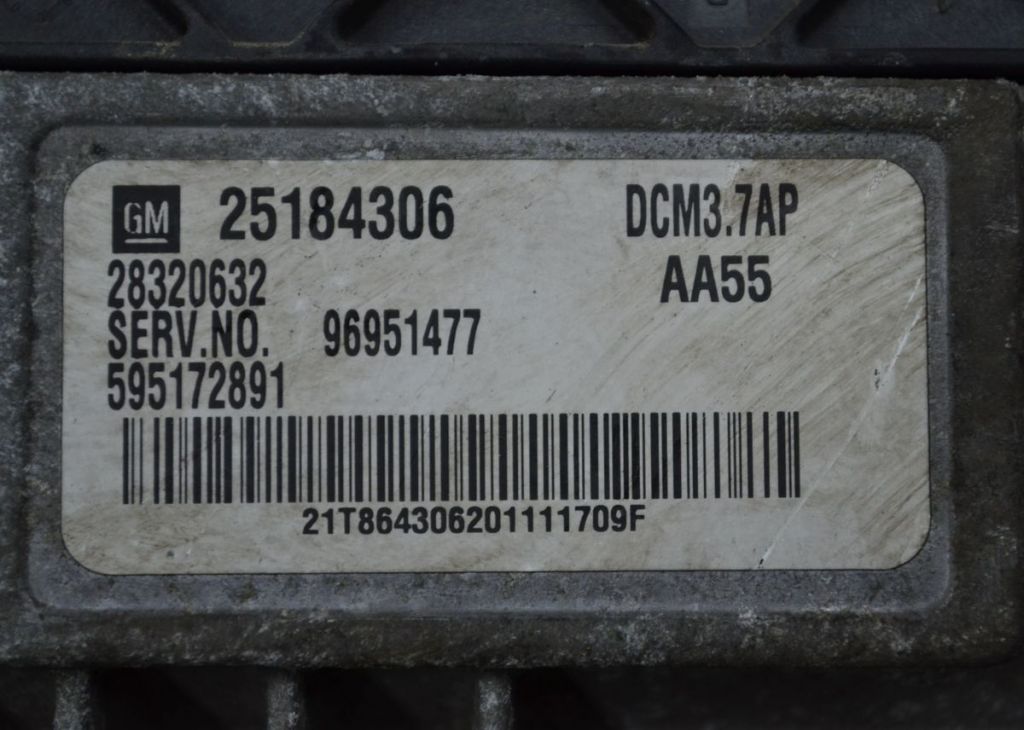 GM 25184306 DCM3.7AP
28320632 AA55
SERV.NO. 96951477
595172891
21T864306201111709F